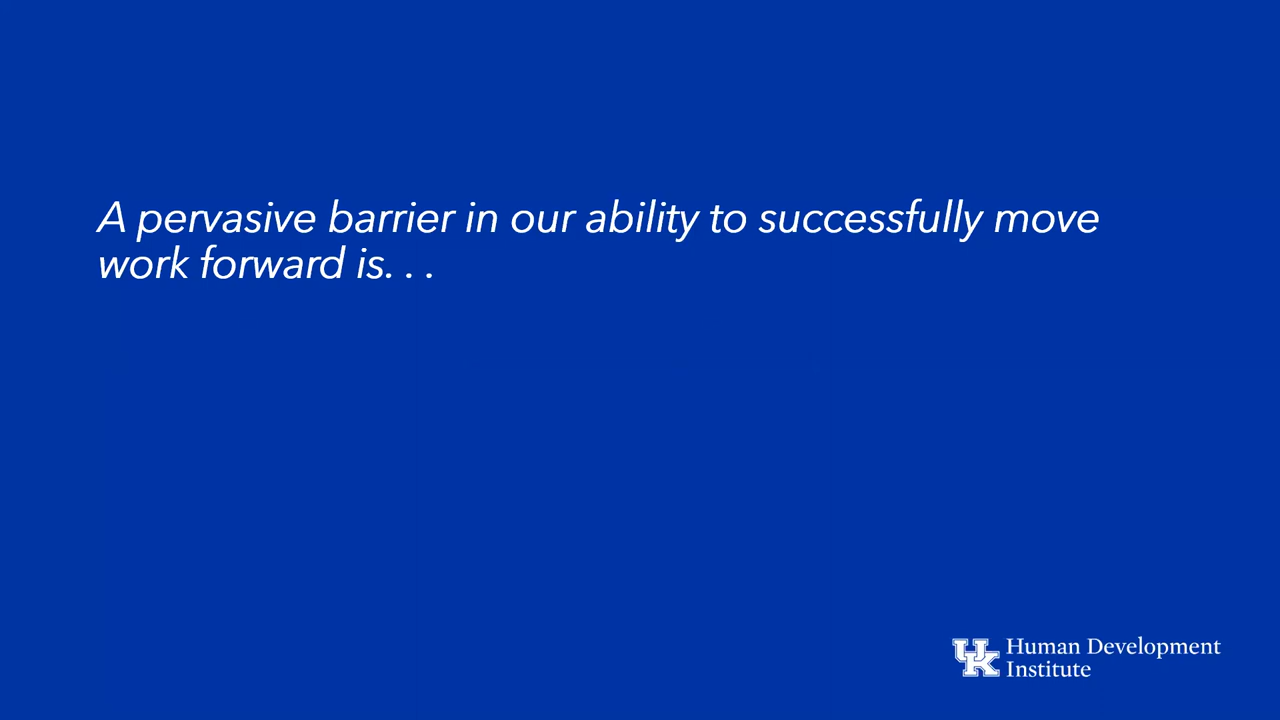 A pervasive barrier in our ability to successfully move
work forward is. . .
UK Human Development
Institute